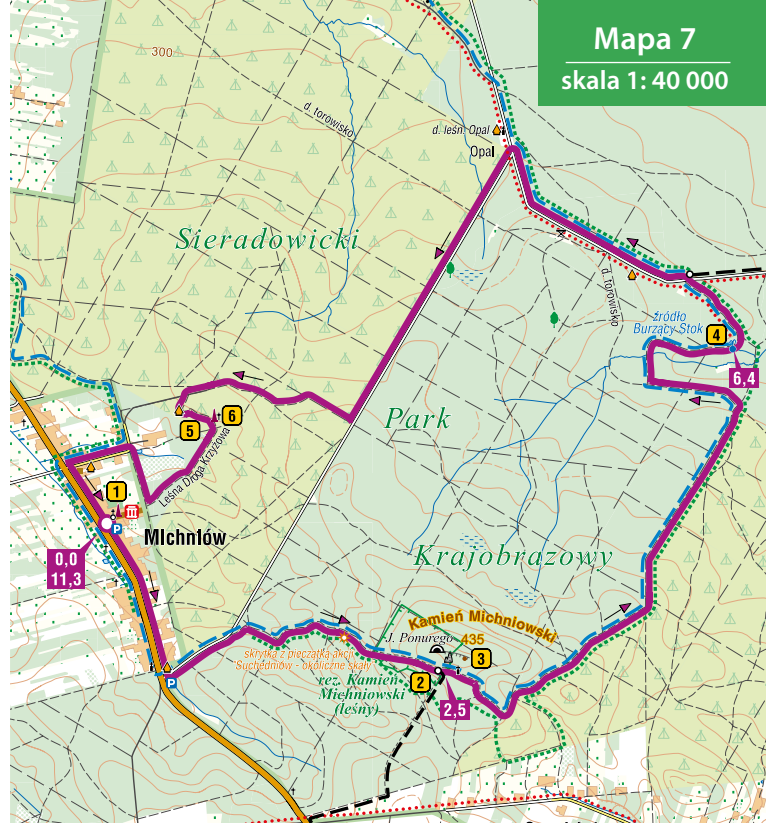 Mapa 7
skala 1: 40 000
300
d. torowisko
d. leśn. Opal
Opal
Sieradowicki
d. torowisko
źródło
Burzący Stok
4
6,4
Park
6
5
Leśna Droga Krzyżowa
1
P
Michniów
0,0
11,3
Krajobrazowy
Kamień Michniowski
J. Ponurego
435
3
skrytka z pieczątką akcji
Suchedniów - okoliczne skały
rez. Kamień
Michniowski
(leśny)
2
2,5
P